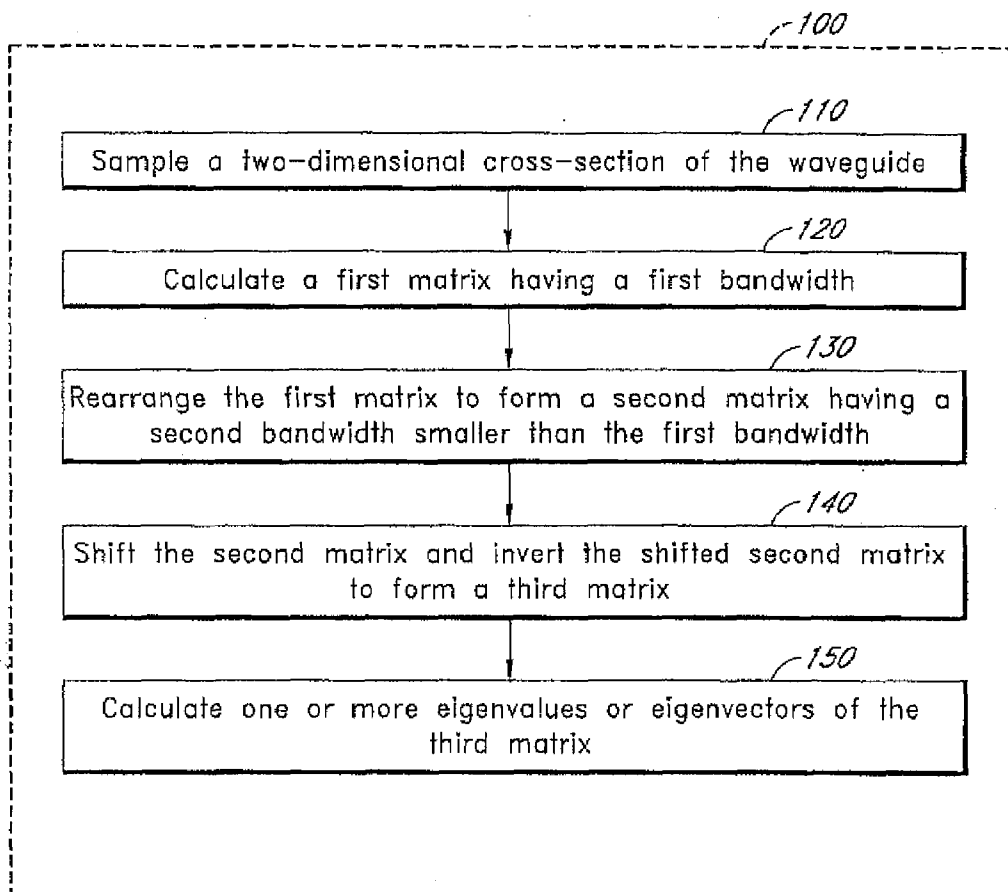 100
110
Sample a two-dimensional cross-section of the waveguide
120
Calculate a first matrix having a first bandwidth
130
Rearrange the first matrix to form a second matrix having a
second bandwidth smaller than the first bandwidth
140
Shift the second matrix and invert the shifted second matrix
to form a third matrix
150
Calculate one or more eigenvalues or eigenvectors of the
third matrix